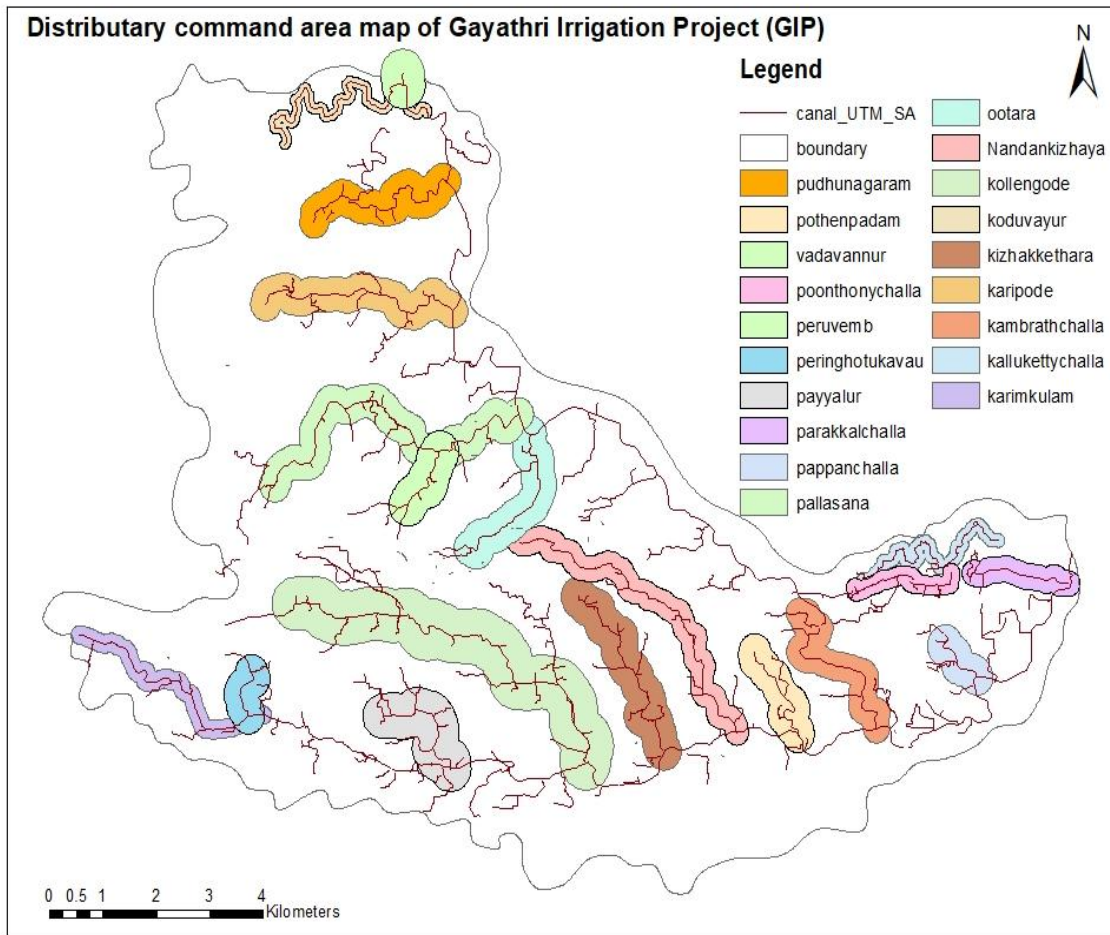 Distributary command area map of Gayathri Irrigation Project (GIP)
N
Legend
canal_UTM_SA
boundary
pudhunagaram
pothenpadam
vadavannur
poonthonychalla
peruvemb
peringhotukavau
payyalur
parakkalchalla
pappanchalla
pallasana
ootara
Nandankizhaya
kollengode
koduvayur
kizhakkethara
karipode
kambrathchalla
kallukettychalla
karimkulam
0 0.5 1 2 3 4
Kilometers